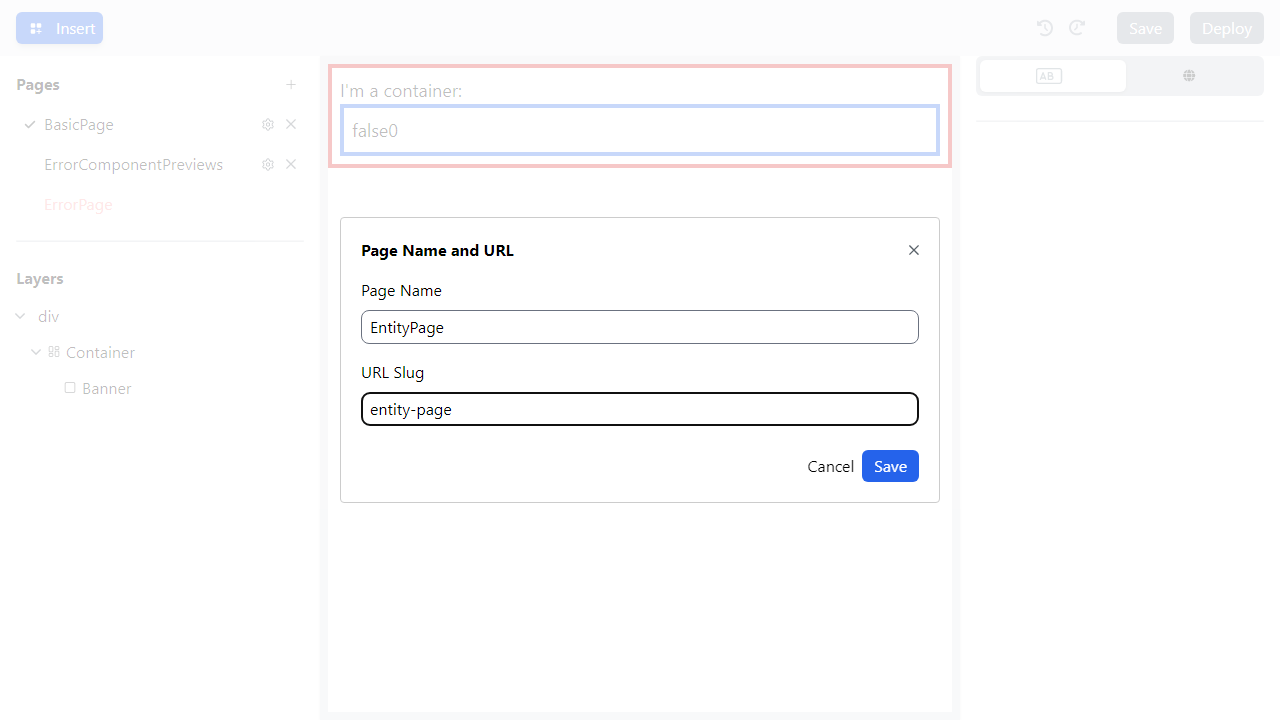 Insert
Save
Deploy
Pages
BasicPage
ErrorComponentPreviews
ErrorPage
Layers
div
Container
Banner
I'm a container:
false0
Page Name and URL
Page Name
EntityPage
URL Slug
entity-page
Cancel
Save
AB